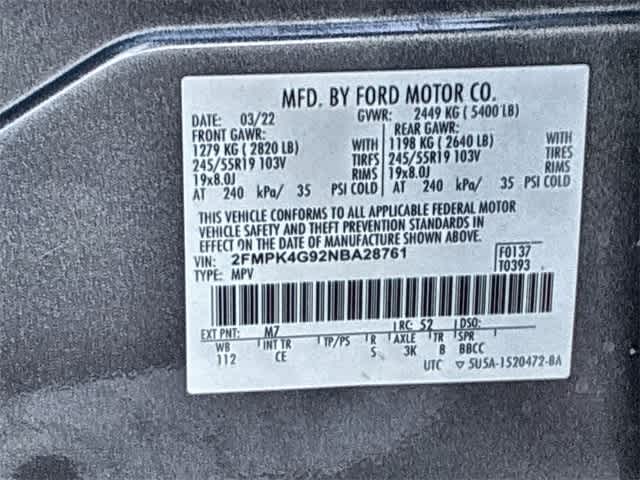 MFD. BY FORD MOTOR CO.
DATE: 03/22 GVWR: 2449 KG ( 5400 LB)
FRONT GAWR: REAR GAWR:
1279 KG ( 2820 LB) WITH 1198 KG ( 2640 LB) WITH
245/55R19 103V TIRES 245/55R19 103V TIRES
19x8.0J RIMS 19x8.0J RIMS
AT 240 kPa/ 35 PSI COLD AT 240 kPa/ 35 PSI COLD
THIS VEHICLE CONFORMS TO ALL APPLICABLE FEDERAL MOTOR
VEHICLE SAFETY AND THEFT PREVENTION STANDARDS IN
EFFECT ON THE DATE OF MANUFACTURE SHOWN ABOVE.
VIN: 2FMPK4G92NBA28761 F0137
TYPE: MPV T0393
EXT PNT: M7 RC: 52 DSO:
WB INT TR TP/PS R AXLE TR SPR
112 CE S 3K B BBCC
UTC ▽ 5U5A-1520472-BA